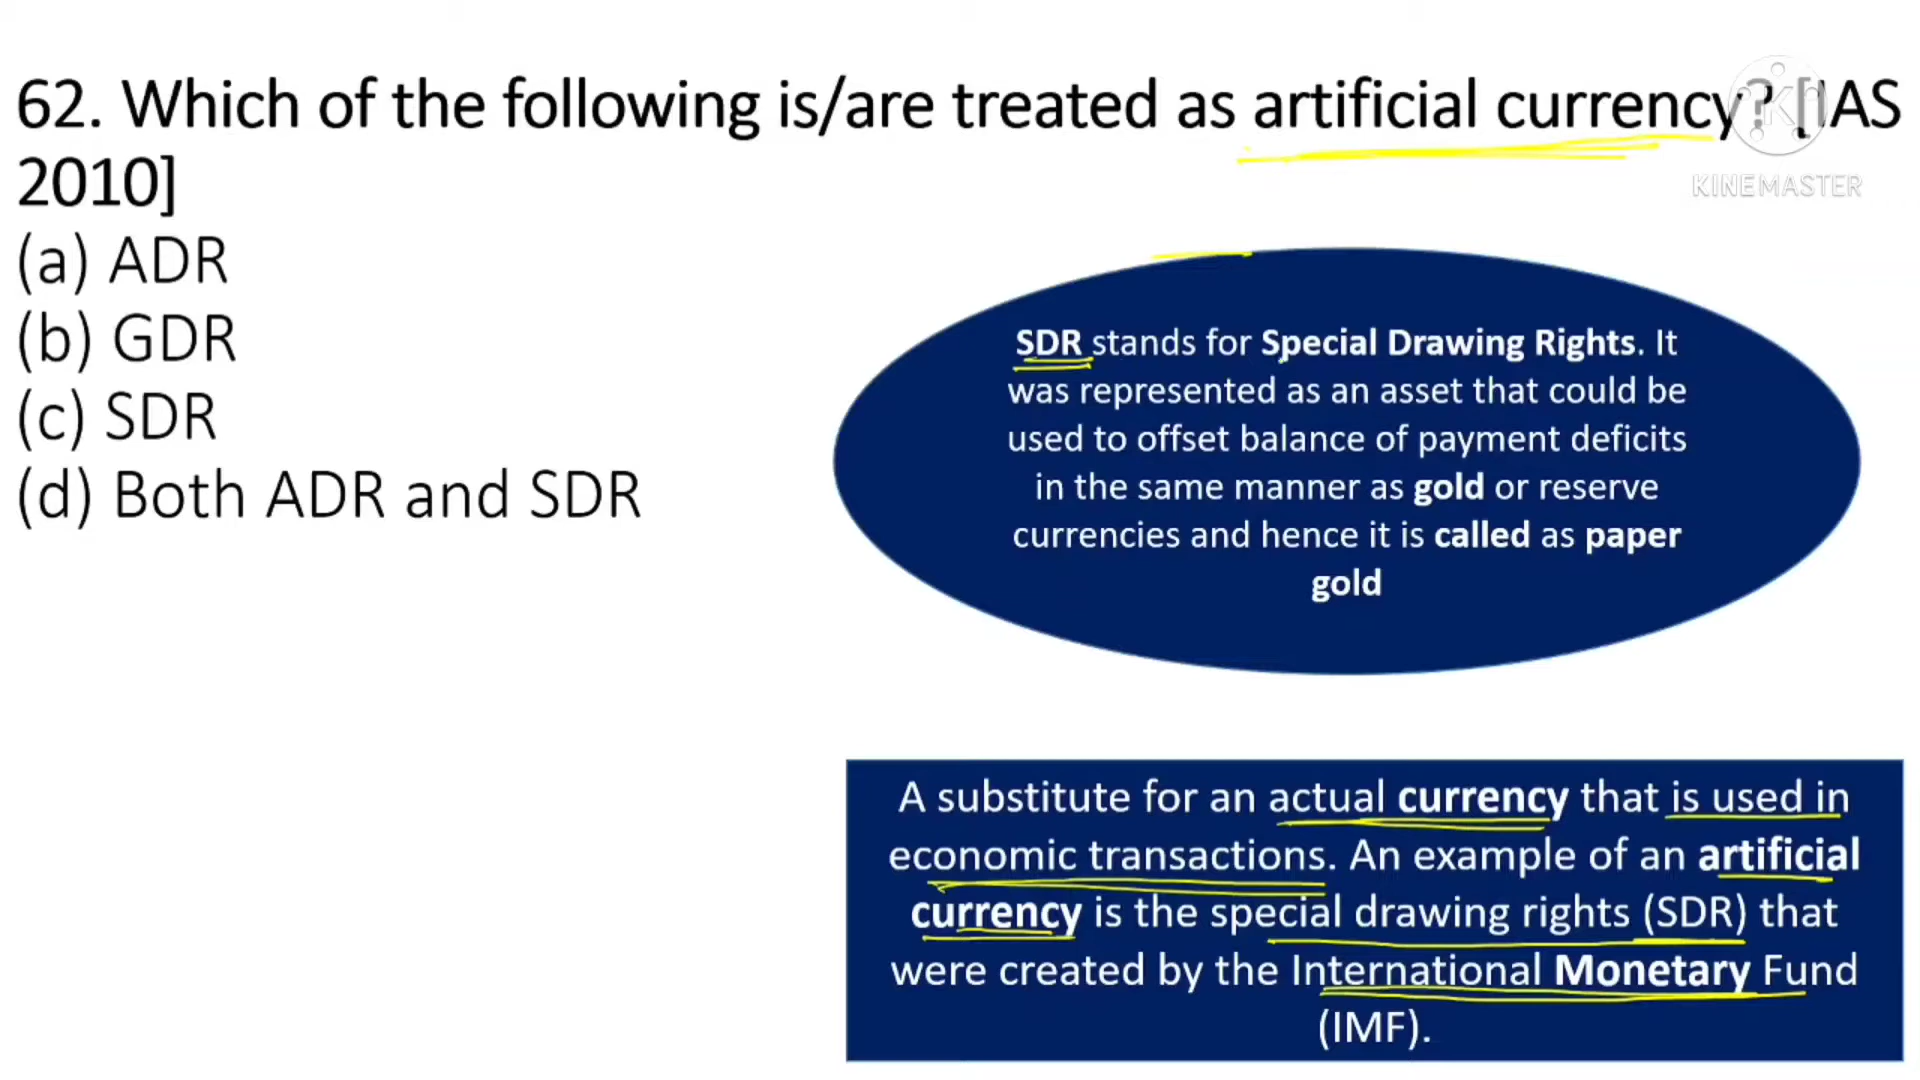 62. Which of the following is/are treated as artificial currency? [IAS
2010]
(a) ADR
(b) GDR
(c) SDR
(d) Both ADR and SDR
KINEMASTER
SDR stands for Special Drawing Rights. It
was represented as an asset that could be
used to offset balance of payment deficits
in the same manner as gold or reserve
currencies and hence it is called as paper
gold
A substitute for an actual currency that is used in
economic transactions. An example of an artificial
currency is the special drawing rights (SDR) that
were created by the International Monetary Fund
(IMF).